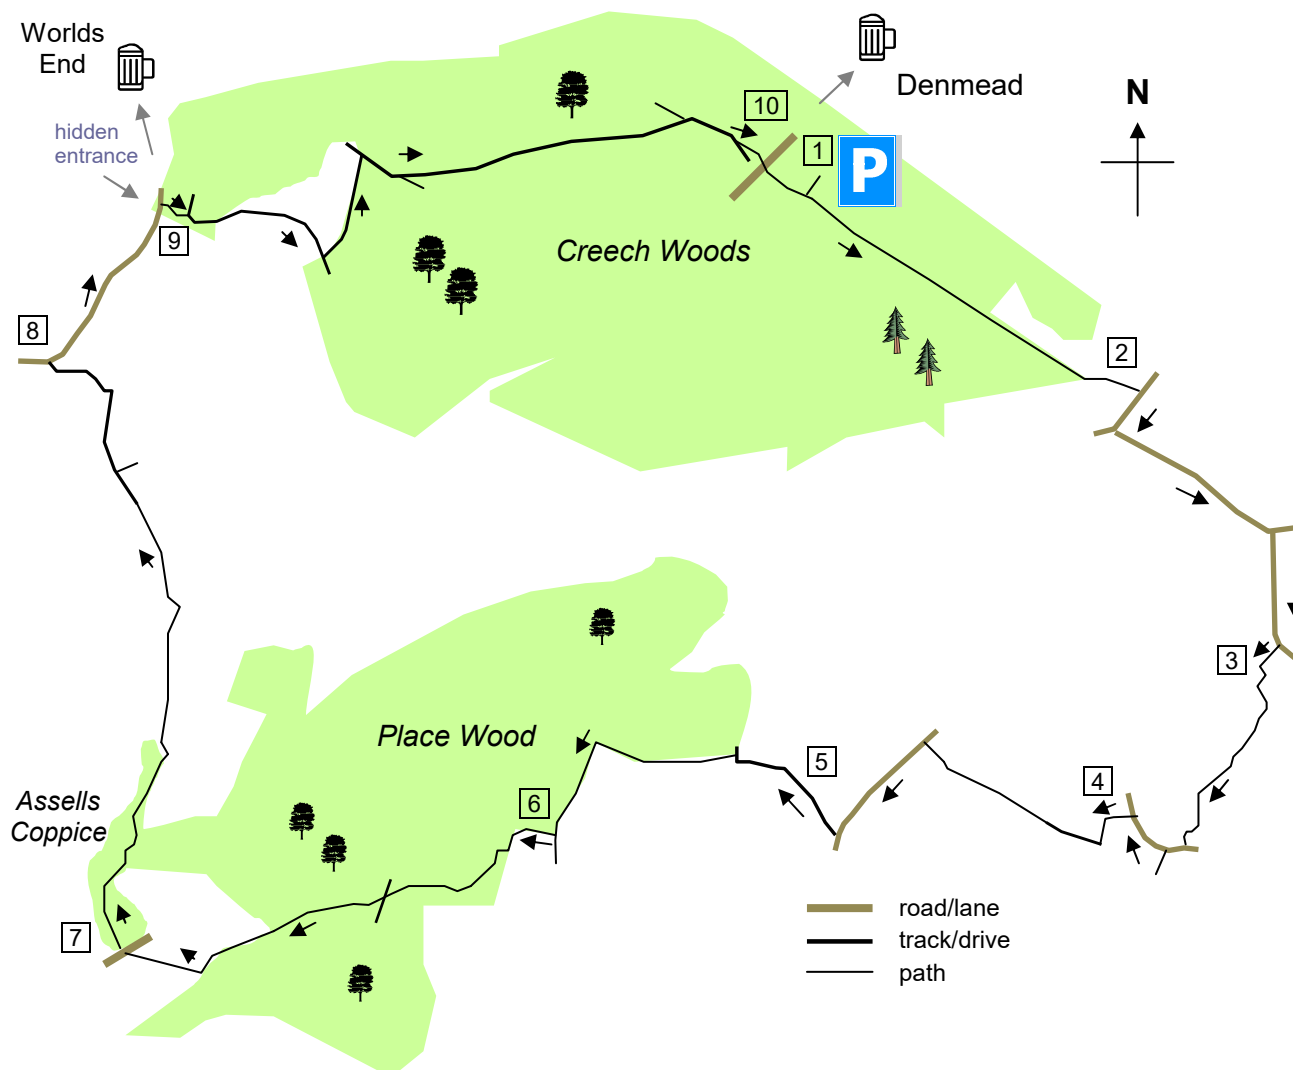 Worlds
End
hidden
entrance
10
Denmead
N
1
P
9
Creech Woods
8
2
3
Place Wood
5
4
Assells
Coppice
6
7
road/lane
track/drive
path